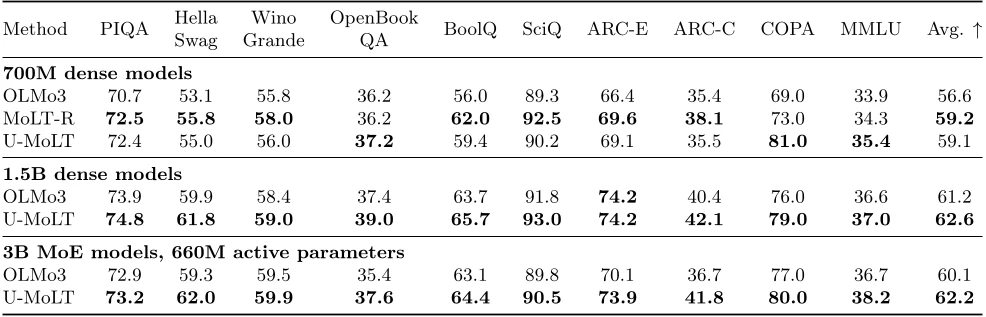 Method PIQA Hella Swag Wino Grande OpenBook QA BoolQ SciQ ARC-E ARC-C COPA MMLU Avg. ↑
700M dense models
OLMo3 70.7 53.1 55.8 36.2 56.0 89.3 66.4 35.4 69.0 33.9 56.6
MoLT-R 72.5 55.8 58.0 36.2 62.0 92.5 69.6 38.1 73.0 34.3 59.2
U-MoLT 72.4 55.0 56.0 37.2 59.4 90.2 69.1 35.5 81.0 35.4 59.1
1.5B dense models
OLMo3 73.9 59.9 58.4 37.4 63.7 91.8 74.2 40.4 76.0 36.6 61.2
U-MoLT 74.8 61.8 59.0 39.0 65.7 93.0 74.2 42.1 79.0 37.0 62.6
3B MoE models, 660M active parameters
OLMo3 72.9 59.3 59.5 35.4 63.1 89.8 70.1 36.7 77.0 36.7 60.1
U-MoLT 73.2 62.0 59.9 37.6 64.4 90.5 73.9 41.8 80.0 38.2 62.2